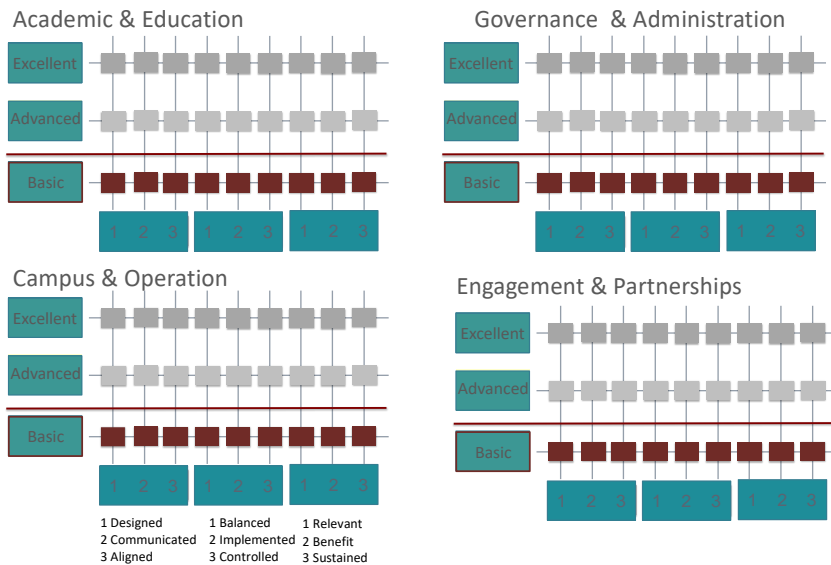 Academic & Education
Excellent
Advanced
Basic
1 2 3 1 2 3 1 2 3
Governance & Administration
Excellent
Advanced
Basic
1 2 3 1 2 3 1 2 3
Campus & Operation
Excellent
Advanced
Basic
1 2 3 1 2 3 1 2 3
1 Designed
2 Communicated
3 Aligned
1 Balanced
2 Implemented
3 Controlled
1 Relevant
2 Benefit
3 Sustained
Engagement & Partnerships
Excellent
Advanced
Basic
1 2 3 1 2 3 1 2 3